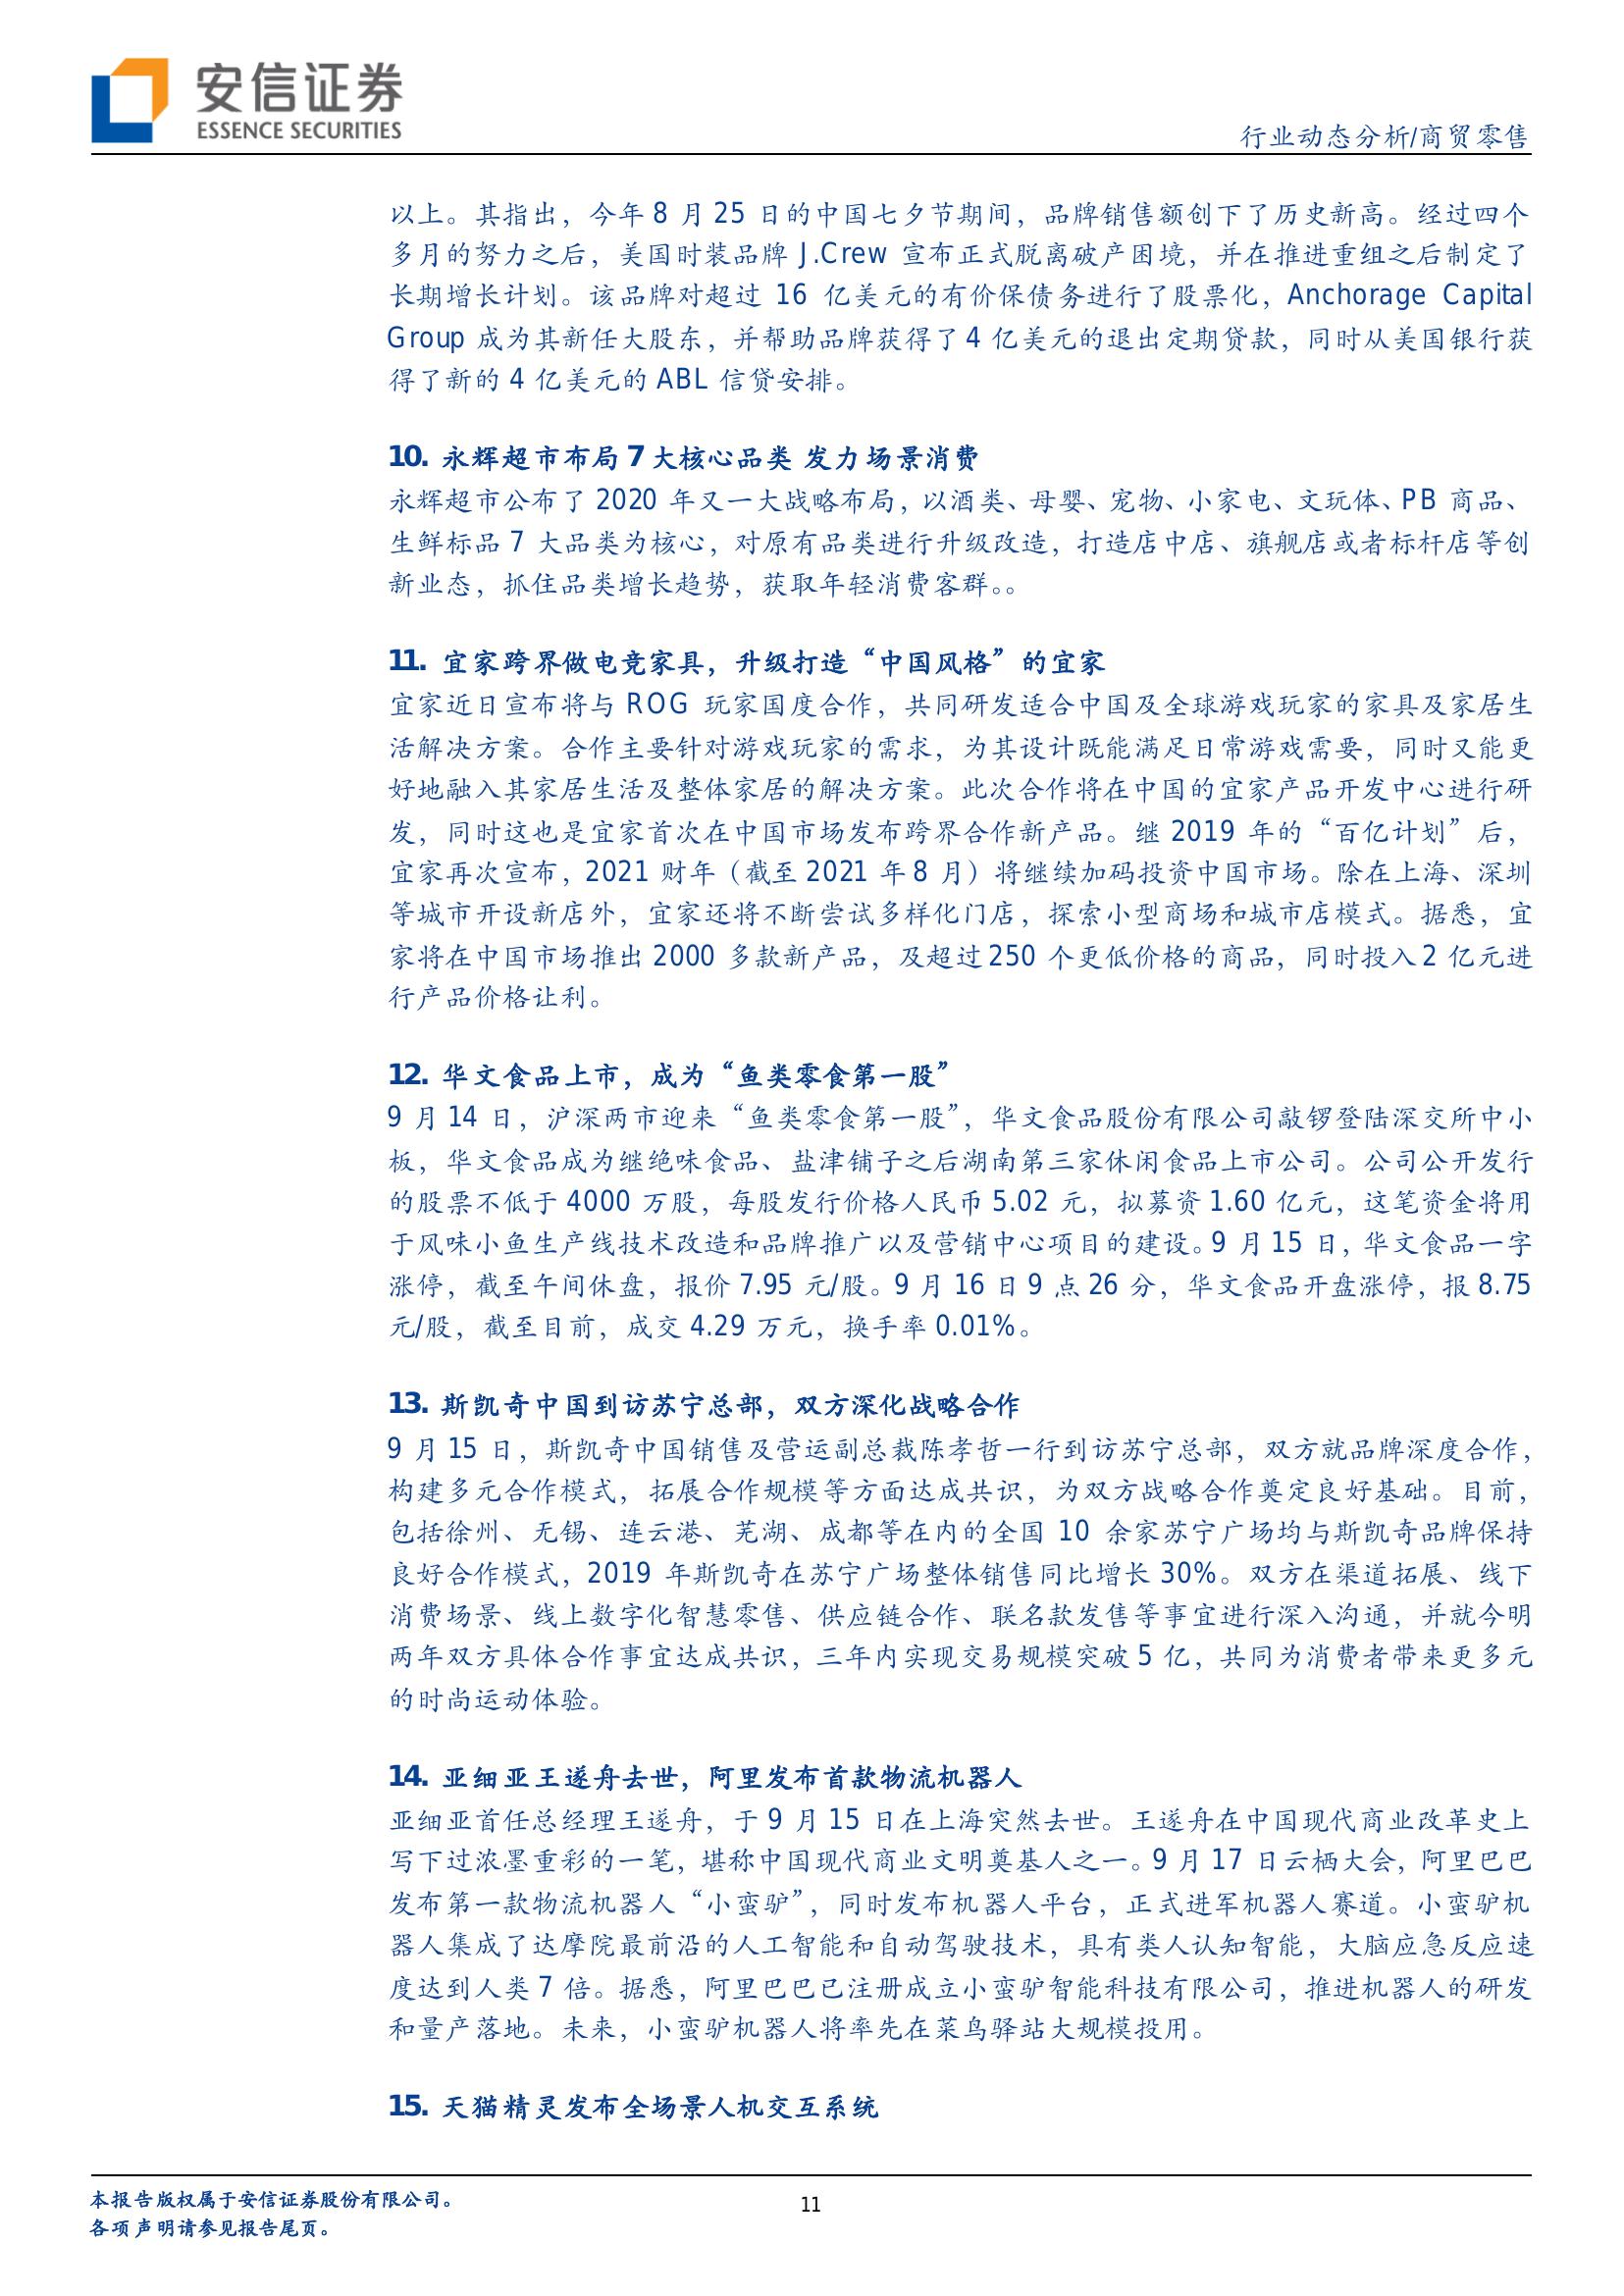 安信证券
ESSENCE SECURITIES
行业动态分析/商贸零售
以上。其指出，今年 8 月 25 日的中国七夕节期间，品牌销售额创下了历史新高。经过四个
多月的努力之后，美国时装品牌 J.Crew 宣布正式脱离破产困境，并在推进重组之后制定了
长期增长计划。该品牌对超过 16 亿美元的有价保债务进行了股票化，Anchorage Capital
Group 成为其新任大股东，并帮助品牌获得了 4 亿美元的退出定期贷款，同时从美国银行获
得了新的 4 亿美元的 ABL 信贷安排。
10. 永辉超市布局 7 大核心品类 发力场景消费
永辉超市公布了 2020 年又一大战略布局，以酒类、母婴、宠物、小家电、文玩体、PB 商品、
生鲜标品 7 大品类为核心，对原有品类进行升级改造，打造店中店、旗舰店或者标杆店等创
新业态，抓住品类增长趋势，获取年轻消费客群。。
11. 宜家跨界做电竞家具，升级打造“中国风格”的宜家
宜家近日宣布将与 ROG 玩家国度合作，共同研发适合中国及全球游戏玩家的家具及家居生
活解决方案。合作主要针对游戏玩家的需求，为其设计既能满足日常游戏需要，同时又能更
好地融入其家居生活及整体家居的解决方案。此次合作将在中国的宜家产品开发中心进行研
发，同时这也是宜家首次在中国市场发布跨界合作新产品。继 2019 年的“百亿计划”后，
宜家再次宣布，2021 财年（截至 2021 年 8 月）将继续加码投资中国市场。除在上海、深圳
等城市开设新店外，宜家还将不断尝试多样化门店，探索小型商场和城市店模式。据悉，宜
家将在中国市场推出 2000 多款新产品，及超过 250 个更低价格的商品，同时投入 2 亿元进
行产品价格让利。
12. 华文食品上市，成为“鱼类零食第一股”
9 月 14 日，沪深两市迎来“鱼类零食第一股”，华文食品股份有限公司敲锣登陆深交所中小
板，华文食品成为继绝味食品、盐津铺子之后湖南第三家休闲食品上市公司。公司公开发行
的股票不低于 4000 万股，每股发行价格人民币 5.02 元，拟募资 1.60 亿元，这笔资金将用
于风味小鱼生产线技术改造和品牌推广以及营销中心项目的建设。9 月 15 日，华文食品一字
涨停，截至午间休盘，报价 7.95 元/股。9 月 16 日 9 点 26 分，华文食品开盘涨停，报 8.75
元/股，截至目前，成交 4.29 万元，换手率 0.01%。
13. 斯凯奇中国到访苏宁总部，双方深化战略合作
9 月 15 日，斯凯奇中国销售及营运副总裁陈孝哲一行到访苏宁总部，双方就品牌深度合作，
构建多元合作模式，拓展合作规模等方面达成共识，为双方战略合作奠定良好基础。目前，
包括徐州、无锡、连云港、芜湖、成都等在内的全国 10 余家苏宁广场均与斯凯奇品牌保持
良好合作模式，2019 年斯凯奇在苏宁广场整体销售同比增长 30%。双方在渠道拓展、线下
消费场景、线上数字化智慧零售、供应链合作、联名款发售等事宜进行深入沟通，并就今明
两年双方具体合作事宜达成共识，三年内实现交易规模突破 5 亿，共同为消费者带来更多元
的时尚运动体验。
14. 亚细亚王遂舟去世，阿里发布首款物流机器人
亚细亚首任总经理王遂舟，于 9 月 15 日在上海突然去世。王遂舟在中国现代商业改革史上
写下过浓墨重彩的一笔，堪称中国现代商业文明奠基人之一。9 月 17 日云栖大会，阿里巴巴
发布第一款物流机器人“小蛮驴”，同时发布机器人平台，正式进军机器人赛道。小蛮驴机
器人集成了达摩院最前沿的人工智能和自动驾驶技术，具有类人认知智能，大脑应急反应速
度达到人类 7 倍。据悉，阿里巴巴已注册成立小蛮驴智能科技有限公司，推进机器人的研发
和量产落地。未来，小蛮驴机器人将率先在菜鸟驿站大规模投用。
15. 天猫精灵发布全场景人机交互系统
本报告版权属于安信证券股份有限公司。
11
各项声明请参见报告尾页。